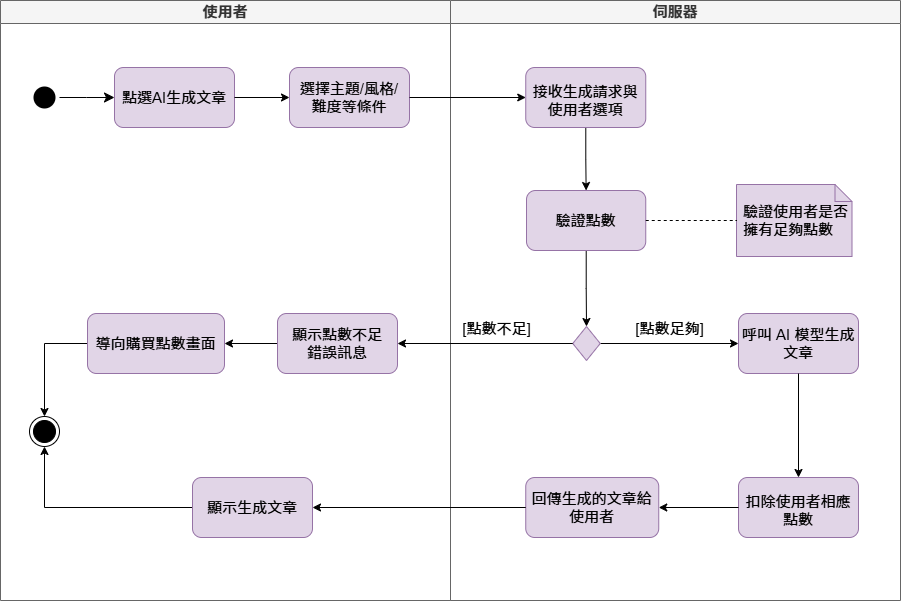 使用者
伺服器
點選AI生成文章
選擇主題/風格/
難度等條件
接收生成請求與
使用者選項
驗證點數
驗證使用者是否
擁有足夠點數
[點數不足]
[點數足夠]
導向購買點數畫面
顯示點數不足
錯誤訊息
呼叫 AI 模型生成
文章
顯示生成文章
回傳生成的文章給
使用者
扣除使用者相應
點數